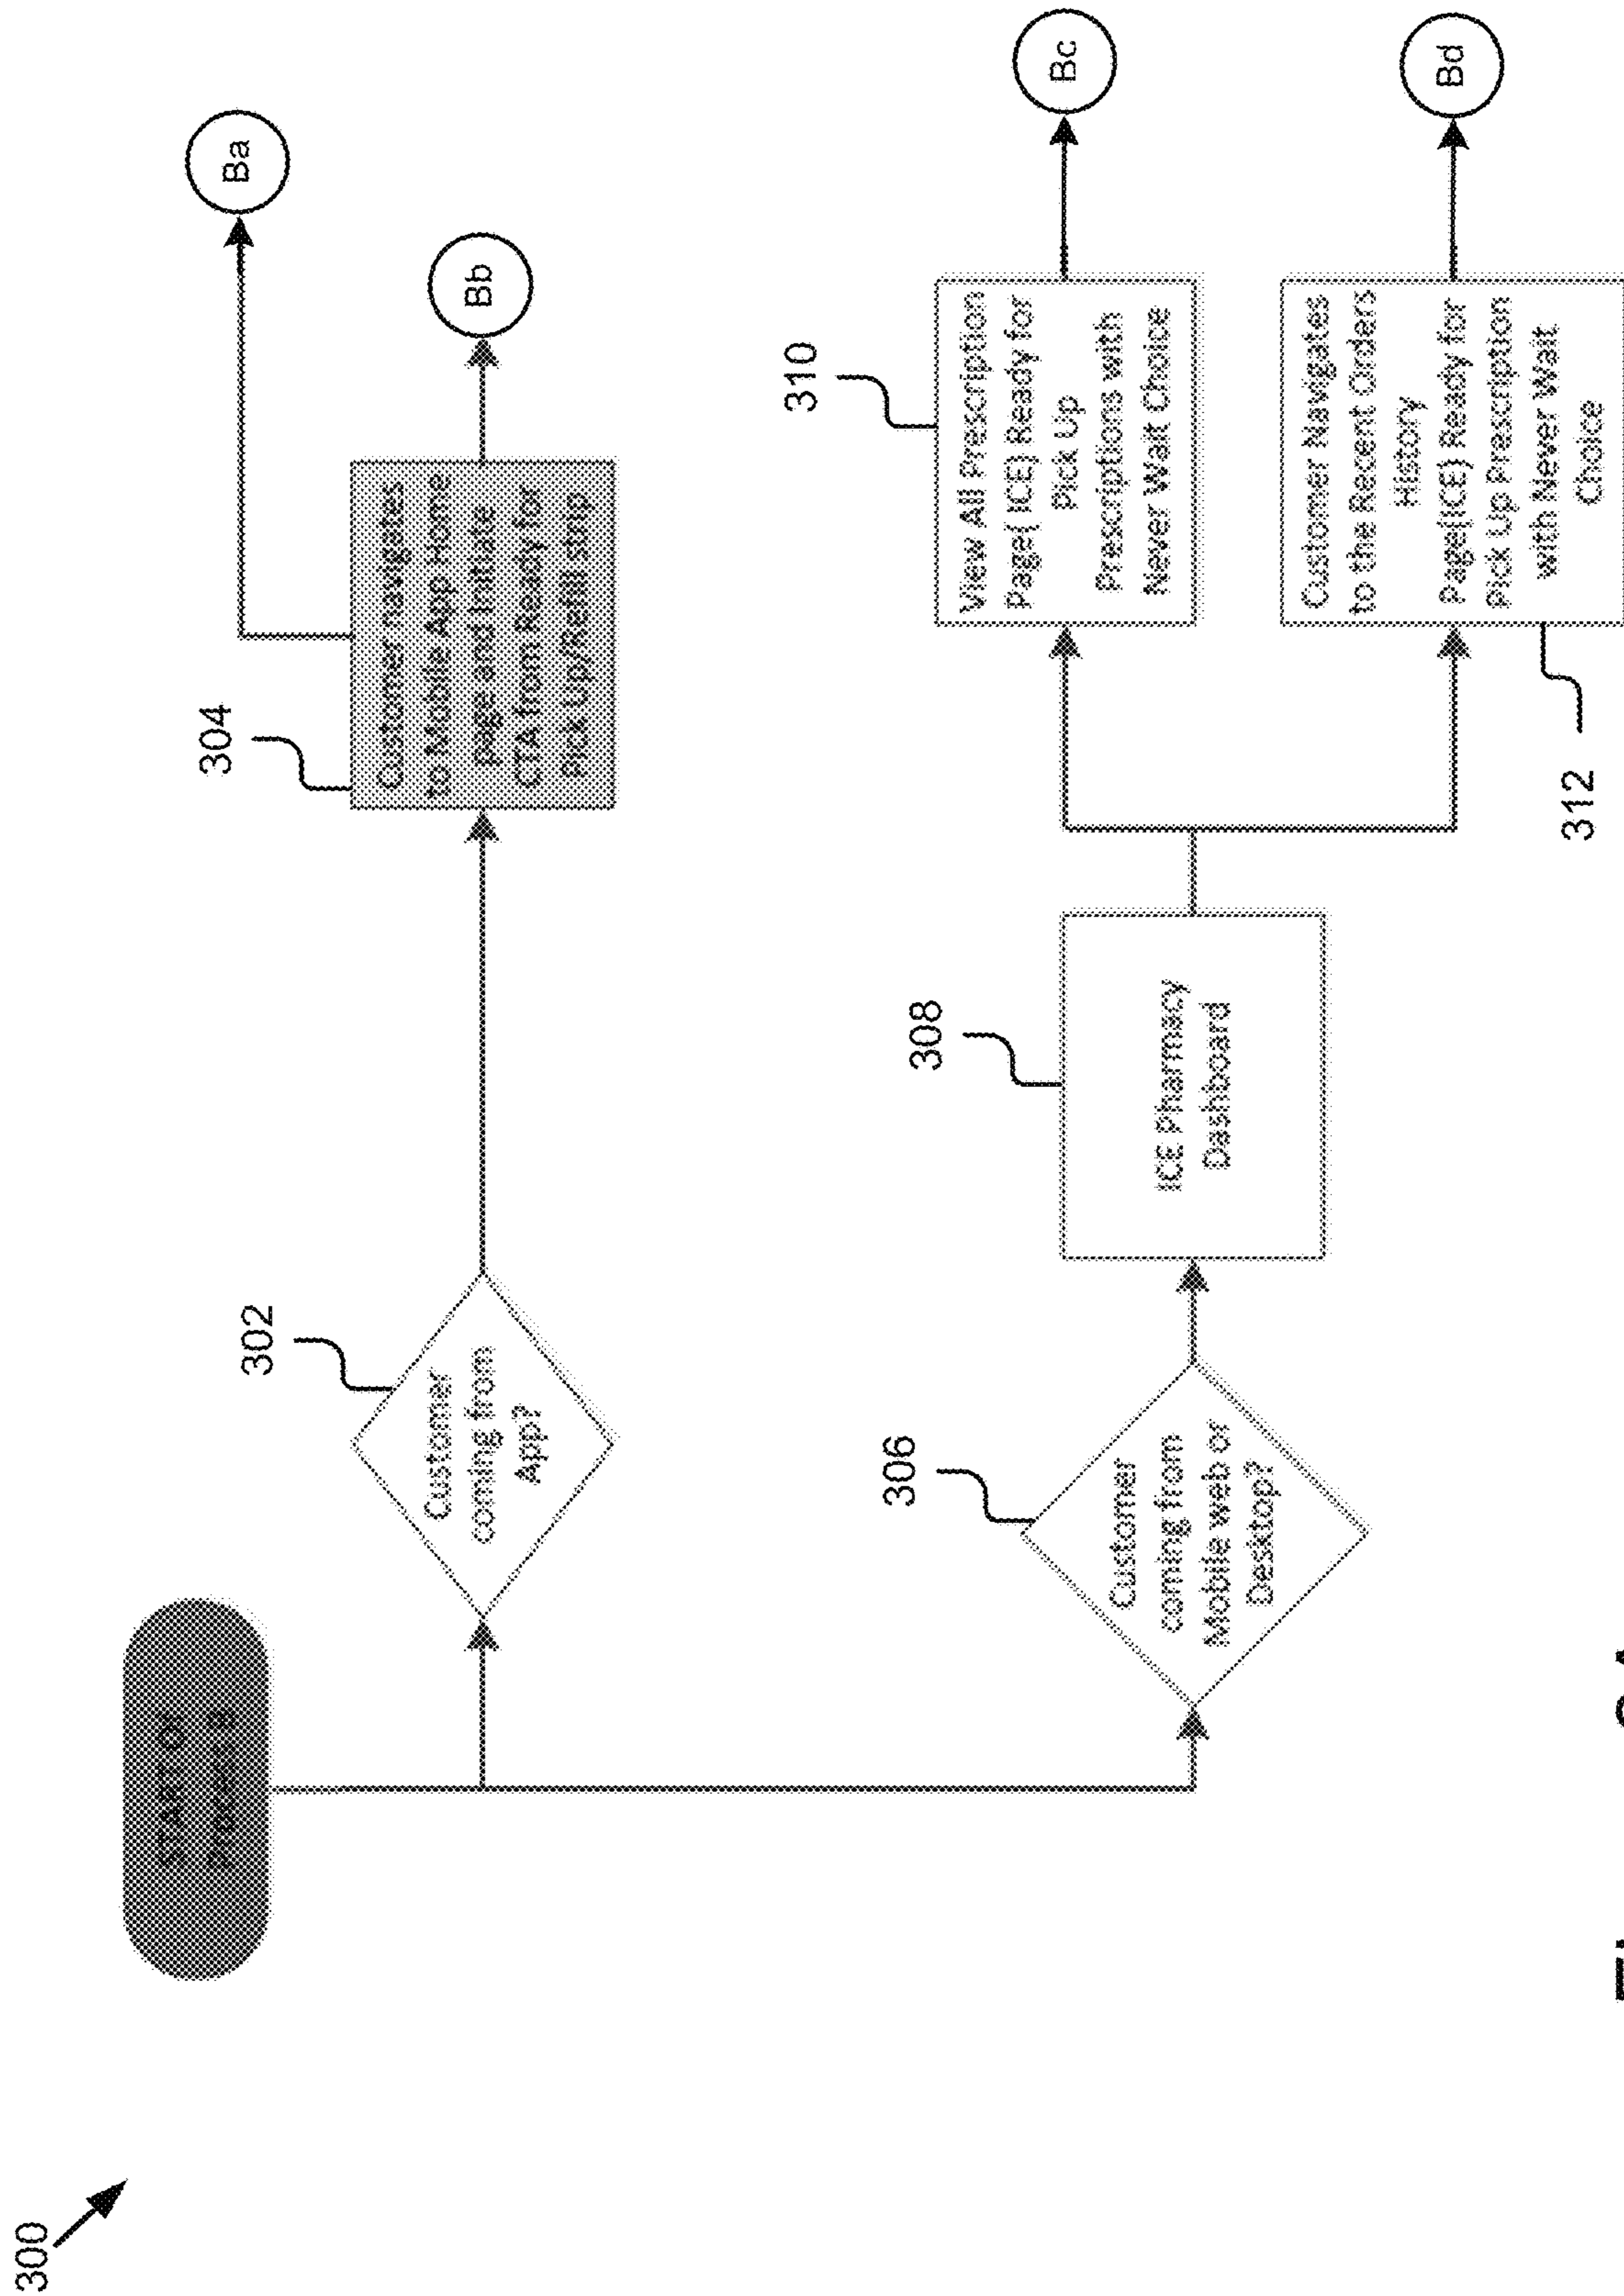 300
START OF
process B
302
Customer
coming from
App?
304
Customer navigates
to Mobile App Home
page and Initiate
CTA from Ready for
Pick Up/Refill strip
Ba
Bb
306
Customer
coming from
Mobile web or
Desktop?
308
ICE Pharmacy
Dashboard
310
View All Prescription
Page( ICE) Ready for
Pick Up
Prescriptions with
Never Wait Choice
Bc
312
Customer Navigates
to the Recent Orders
History
Page(ICE) Ready for
Pick Up Prescription
with Never Wait
Choice
Bd